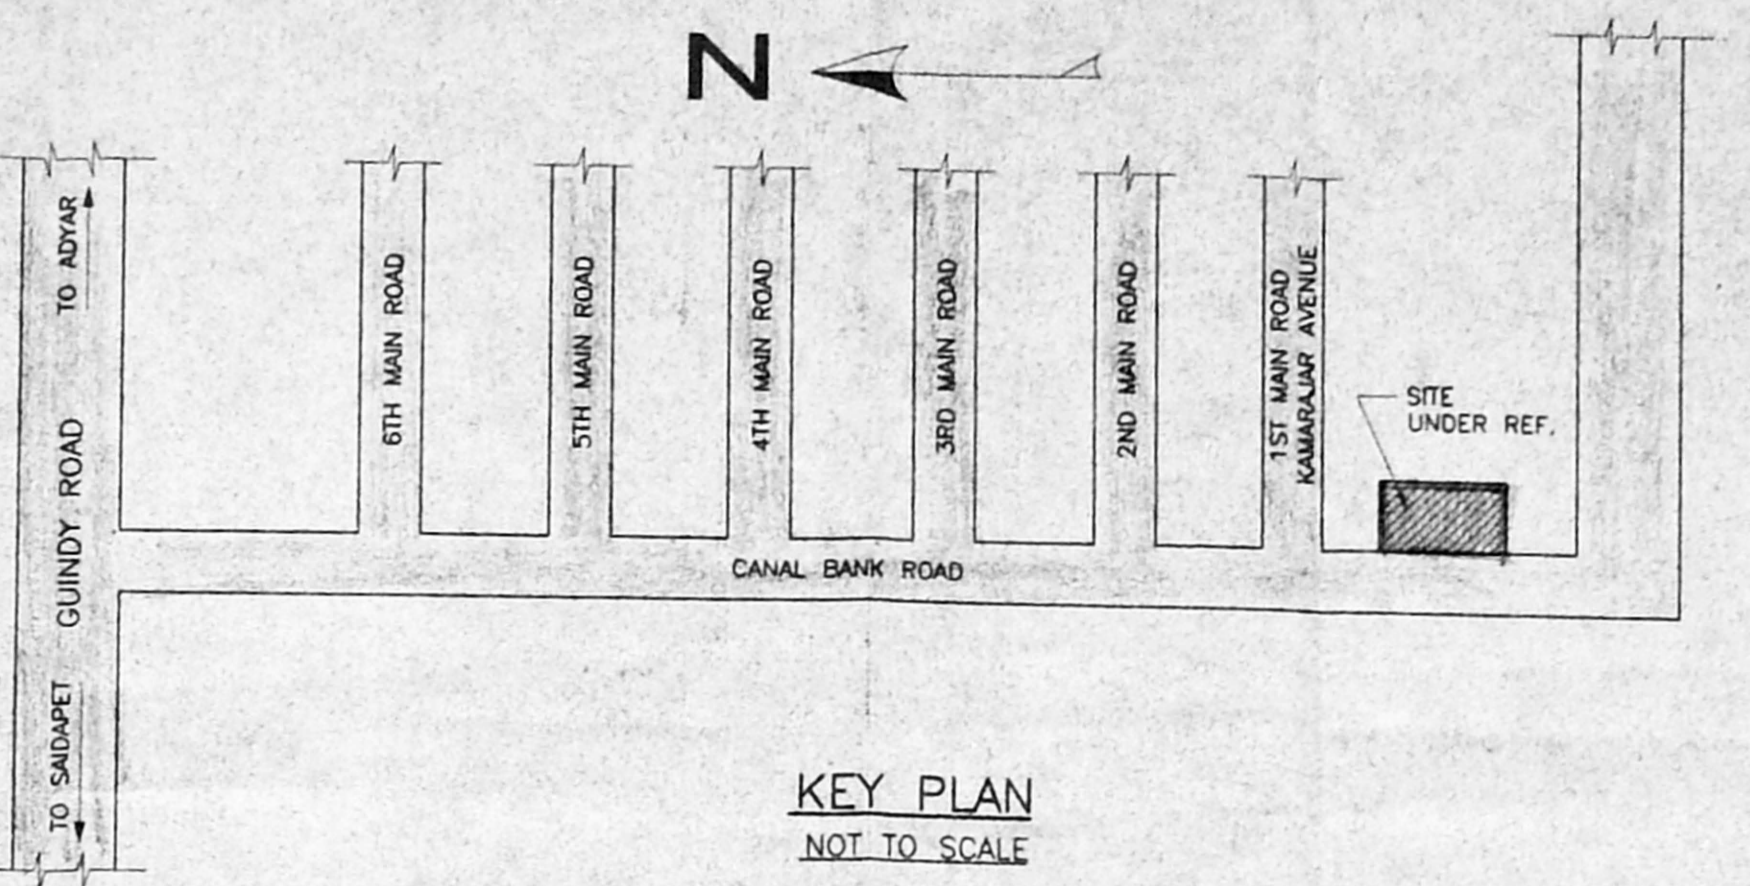 N
TO ADYAR
GUINDY ROAD
TO SAIDAPET
6TH MAIN ROAD
5TH MAIN ROAD
4TH MAIN ROAD
3RD MAIN ROAD
2ND MAIN ROAD
1ST MAIN ROAD
KAMARAJAR AVENUE
SITE
UNDER REF.
CANAL BANK ROAD
KEY PLAN
NOT TO SCALE